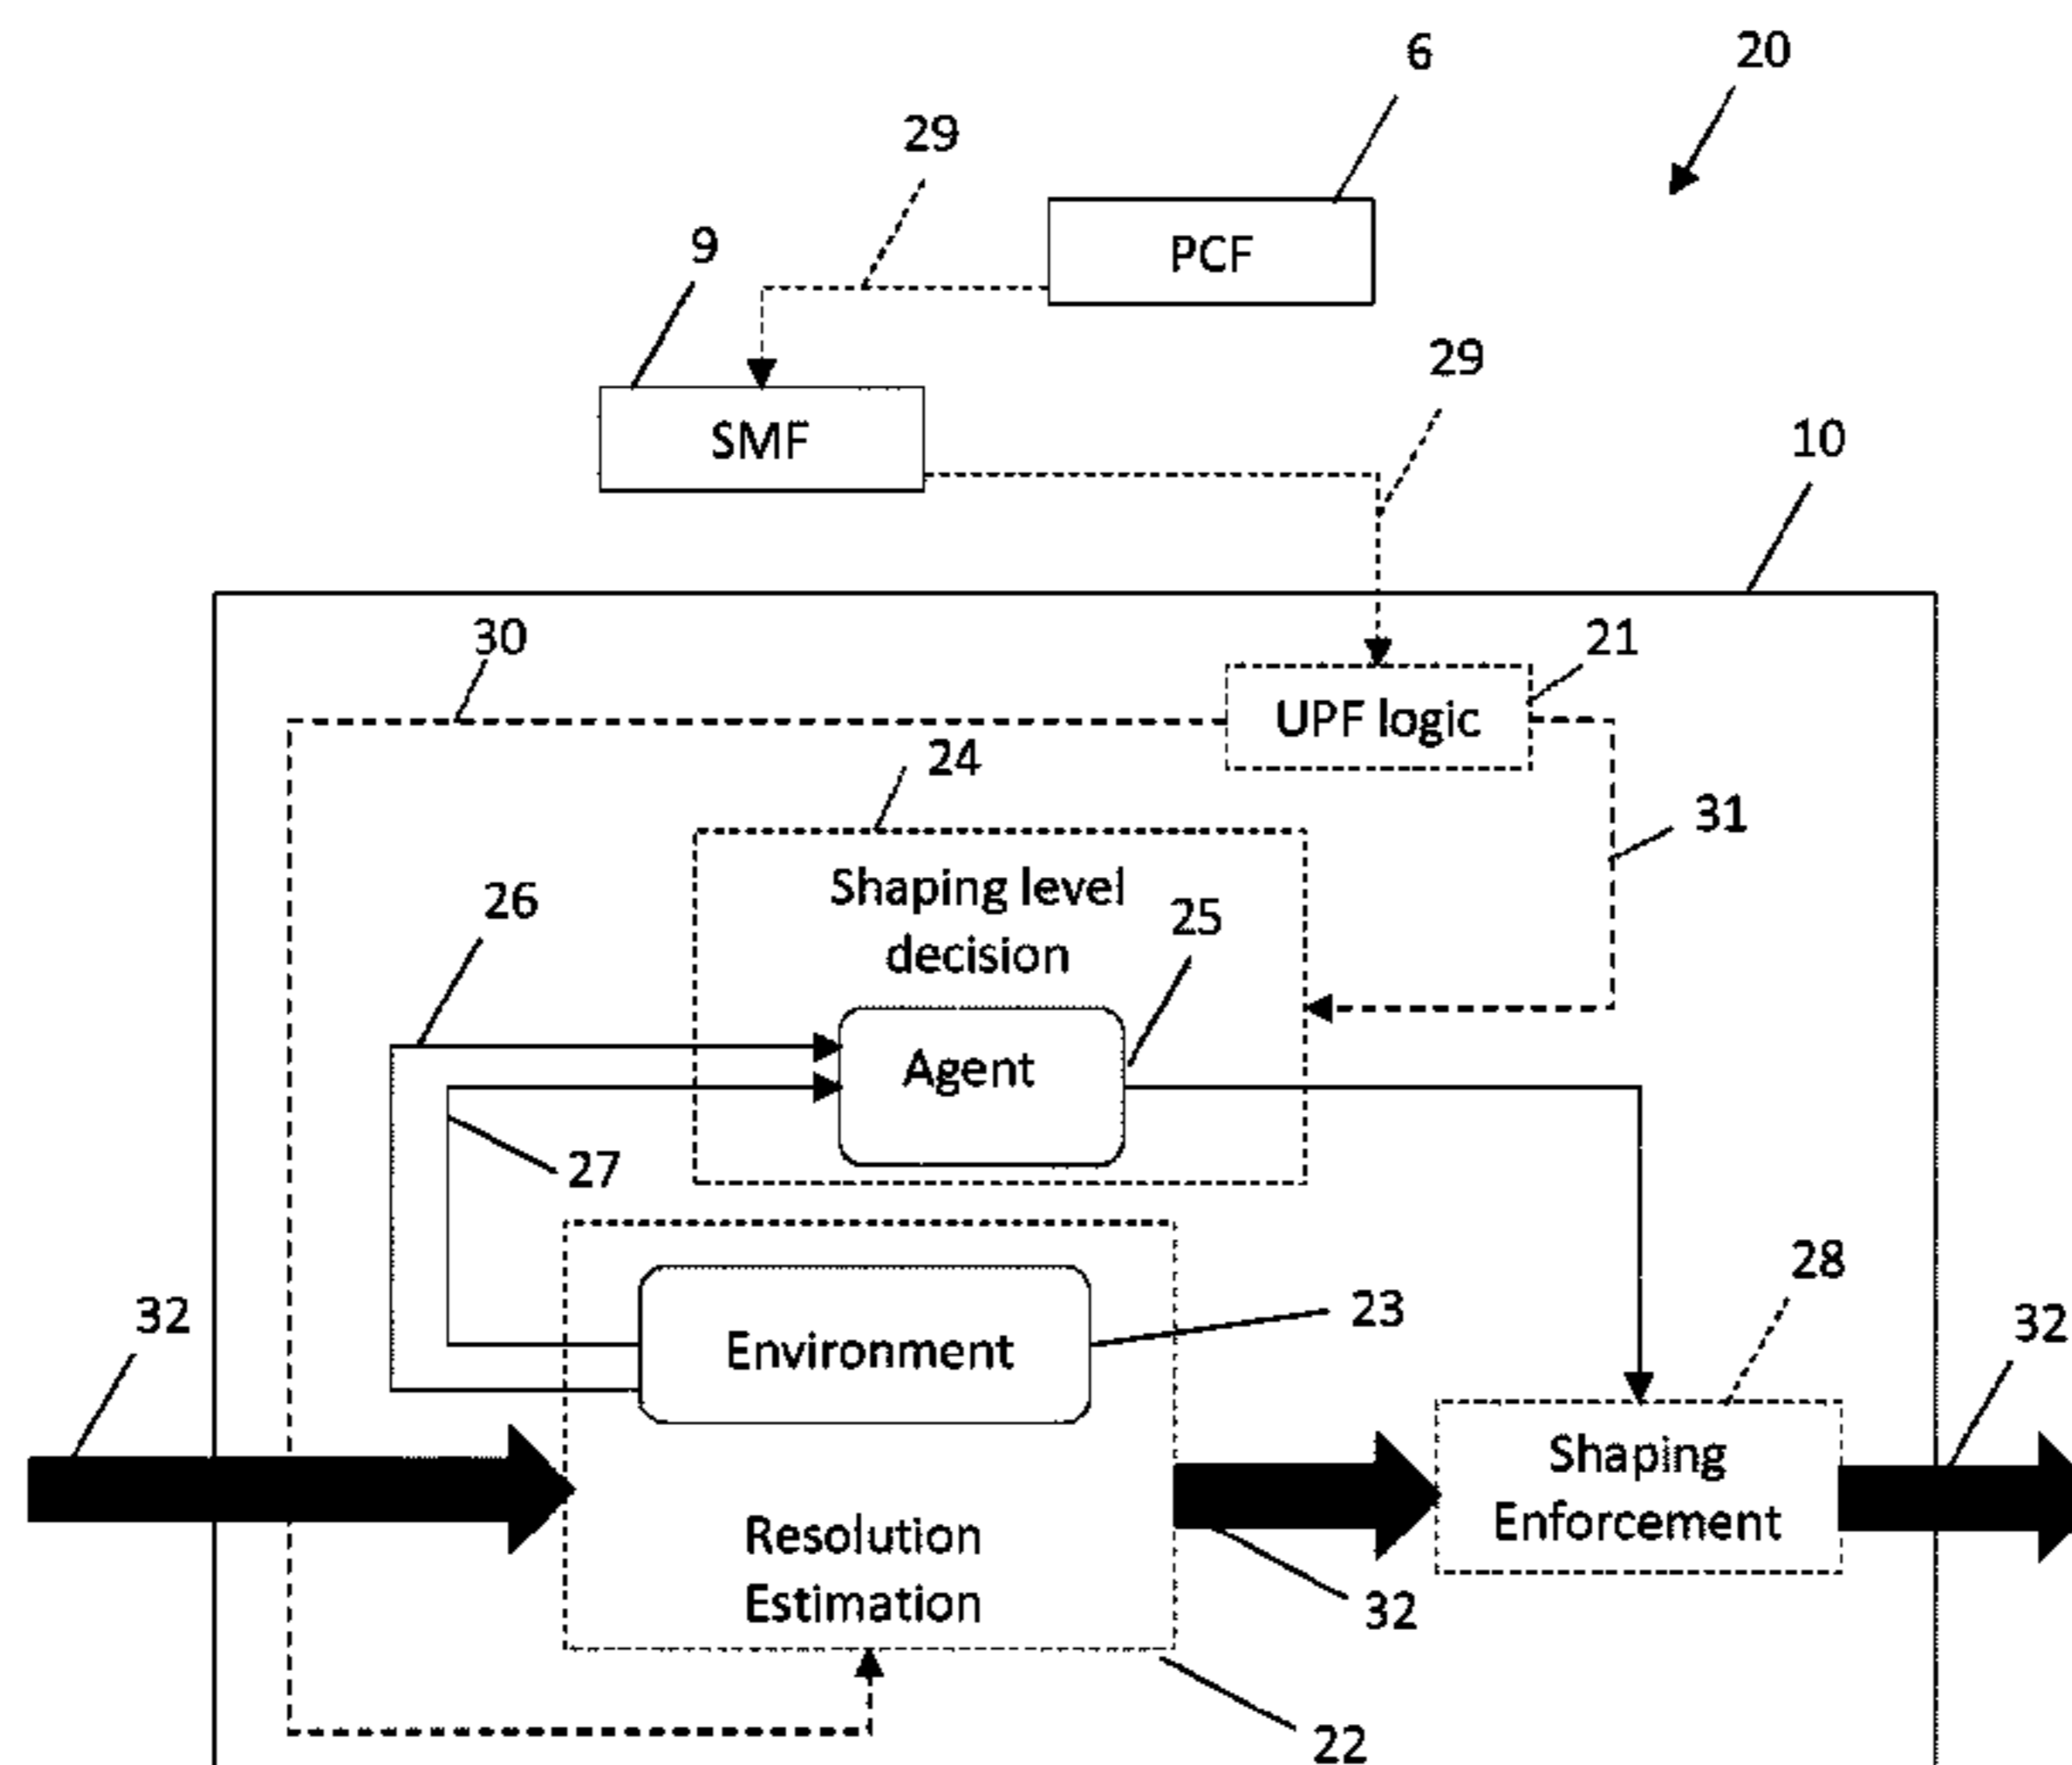 6
20
29
PCF
9
29
SMF
10
30
21
UPF logic
24
31
Shaping level
decision
26
25
Agent
27
28
32
23
32
Environment
Shaping
Enforcement
Resolution
Estimation
32
22